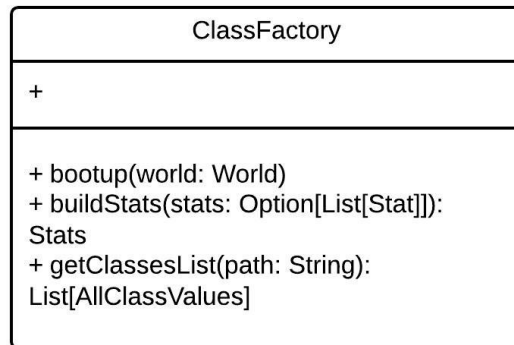 ClassFactory
+
+ bootup(world: World)
+ buildStats(stats: Option[List[Stat]]):
Stats
+ getClassesList(path: String):
List[AllClassValues]